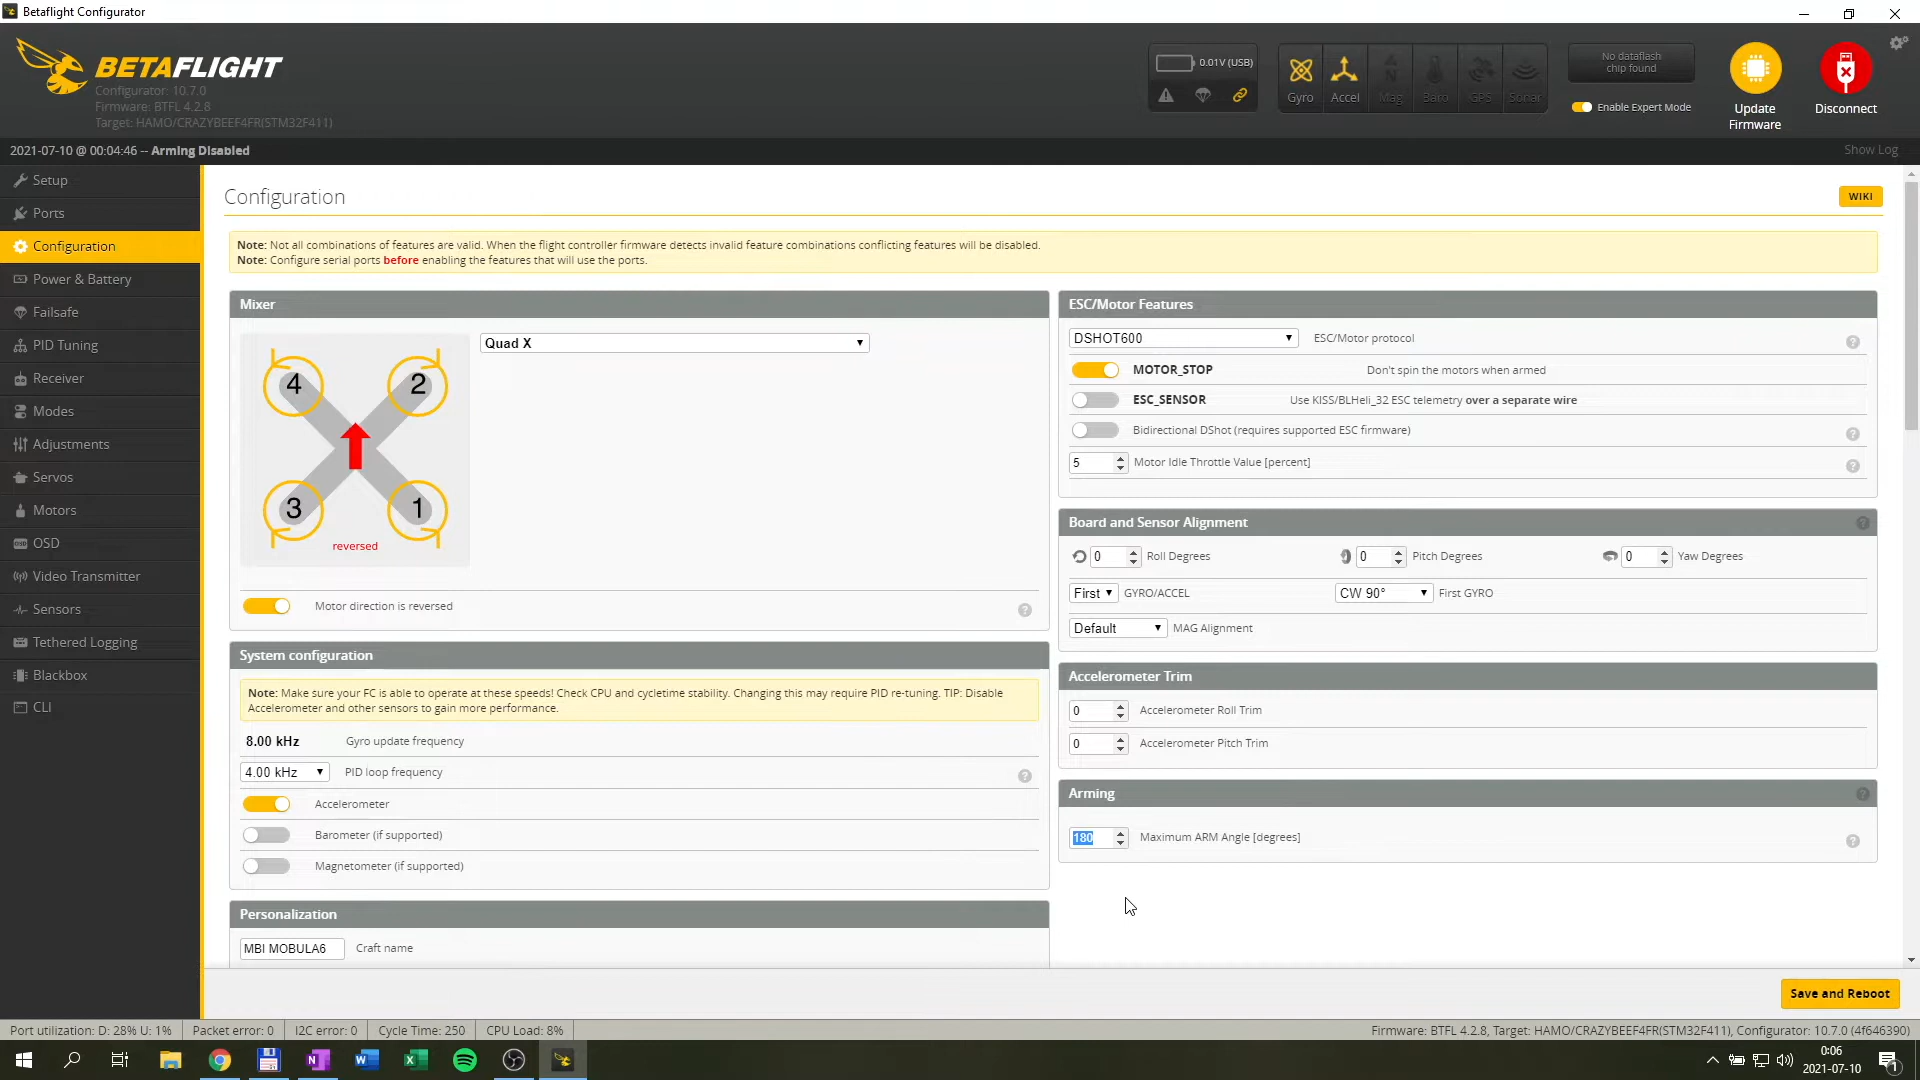 Betaflight Configurator
BETAFLIGHT
Configurator: 10.7.0
Firmware: BTFL 4.2.8
Target: HAMO/CRAZYBEEF4FR(STM32F411)
0.01V (USB)
Gyro
Accel
Mag
Baro
GPS
Sonar
No dataflash
chip found
Enable Expert Mode
Update
Firmware
Disconnect
2021-07-10 @ 00:04:46 -- Arming Disabled
Show Log
Setup
Ports
Configuration
Power & Battery
Failsafe
PID Tuning
Receiver
Modes
Adjustments
Servos
Motors
OSD
Video Transmitter
Sensors
Tethered Logging
Blackbox
CLI
Configuration
WIKI
Note: Not all combinations of features are valid. When the flight controller firmware detects invalid feature combinations conflicting features will be disabled.
Note: Configure serial ports before enabling the features that will use the ports.
Mixer
Quad X
4
2
3
1
reversed
Motor direction is reversed
System configuration
Note: Make sure your FC is able to operate at these speeds! Check CPU and cycletime stability. Changing this may require PID re-tuning. TIP: Disable
Accelerometer and other sensors to gain more performance.
8.00 kHz Gyro update frequency
4.00 kHz PID loop frequency
Accelerometer
Barometer (if supported)
Magnetometer (if supported)
Personalization
MBI MOBULA6 Craft name
ESC/Motor Features
DSHOT600 ESC/Motor protocol
MOTOR_STOP Don't spin the motors when armed
ESC_SENSOR Use KISS/BLHeli_32 ESC telemetry over a separate wire
Bidirectional DShot (requires supported ESC firmware)
5 Motor Idle Throttle Value [percent]
Board and Sensor Alignment
0 Roll Degrees 0 Pitch Degrees 0 Yaw Degrees
First GYRO/ACCEL CW 90° First GYRO
Default MAG Alignment
Accelerometer Trim
0 Accelerometer Roll Trim
0 Accelerometer Pitch Trim
Arming
180 Maximum ARM Angle [degrees]
Save and Reboot
Port utilization: D: 28% U: 1% Packet error: 0 I2C error: 0 Cycle Time: 250 CPU Load: 8% Firmware: BTFL 4.2.8, Target: HAMO/CRAZYBEEF4FR(STM32F411), Configurator: 10.7.0 (4f646390)
0:06
2021-07-10
1